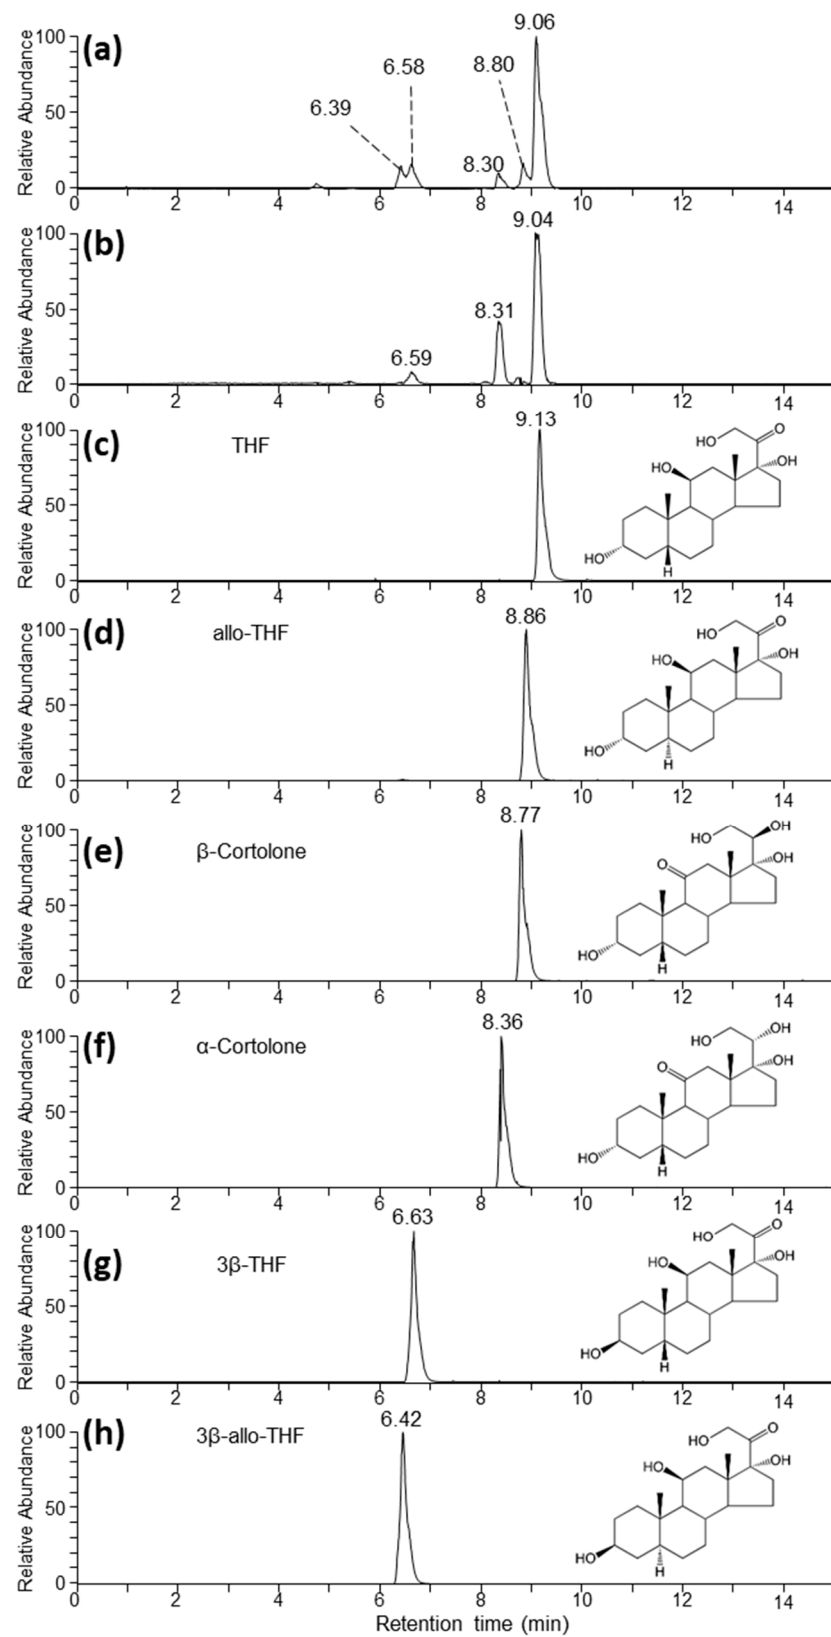 (a)
Relative Abundance
100
50
0
6.39
6.58
8.30
8.80
9.06
0 2 4 6 8 10 12 14
(b)
Relative Abundance
100
50
0
6.59
8.31
9.04
0 2 4 6 8 10 12 14
(c)
THF
Relative Abundance
100
50
0
9.13
HO
O
HO
OH
HO
H
0 2 4 6 8 10 12 14
(d)
allo-THF
Relative Abundance
100
50
0
8.86
HO
O
HO
OH
HO
H
0 2 4 6 8 10 12 14
(e)
β-Cortolone
Relative Abundance
100
50
0
8.77
HO
OH
O
OH
HO
H
0 2 4 6 8 10 12 14
(f)
α-Cortolone
Relative Abundance
100
50
0
8.36
HO
OH
O
OH
HO
H
0 2 4 6 8 10 12 14
(g)
3β-THF
Relative Abundance
100
50
0
6.63
HO
O
HO
OH
HO
H
0 2 4 6 8 10 12 14
(h)
3β-allo-THF
Relative Abundance
100
50
0
6.42
HO
O
HO
OH
HO
H
0 2 4 6 8 10 12 14
Retention time (min)